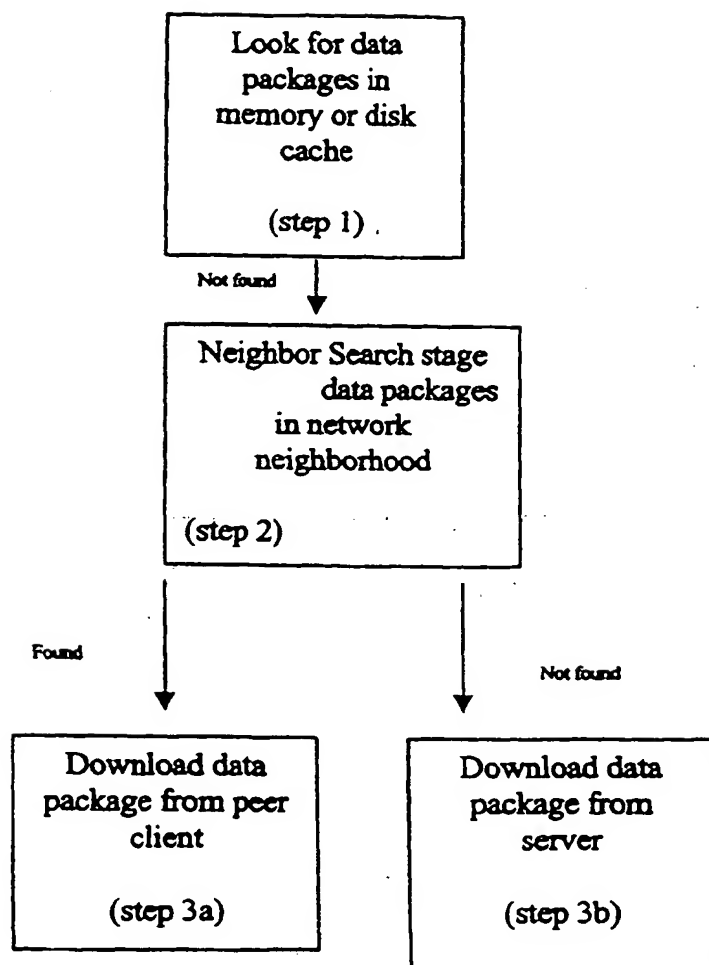 Look for data
packages in
memory or disk
cache
(step 1)
Not found
Neighbor Search stage
data packages
in network
neighborhood
(step 2)
Found
Not found
Download data
package from peer
client
(step 3a)
Download data
package from
server
(step 3b)